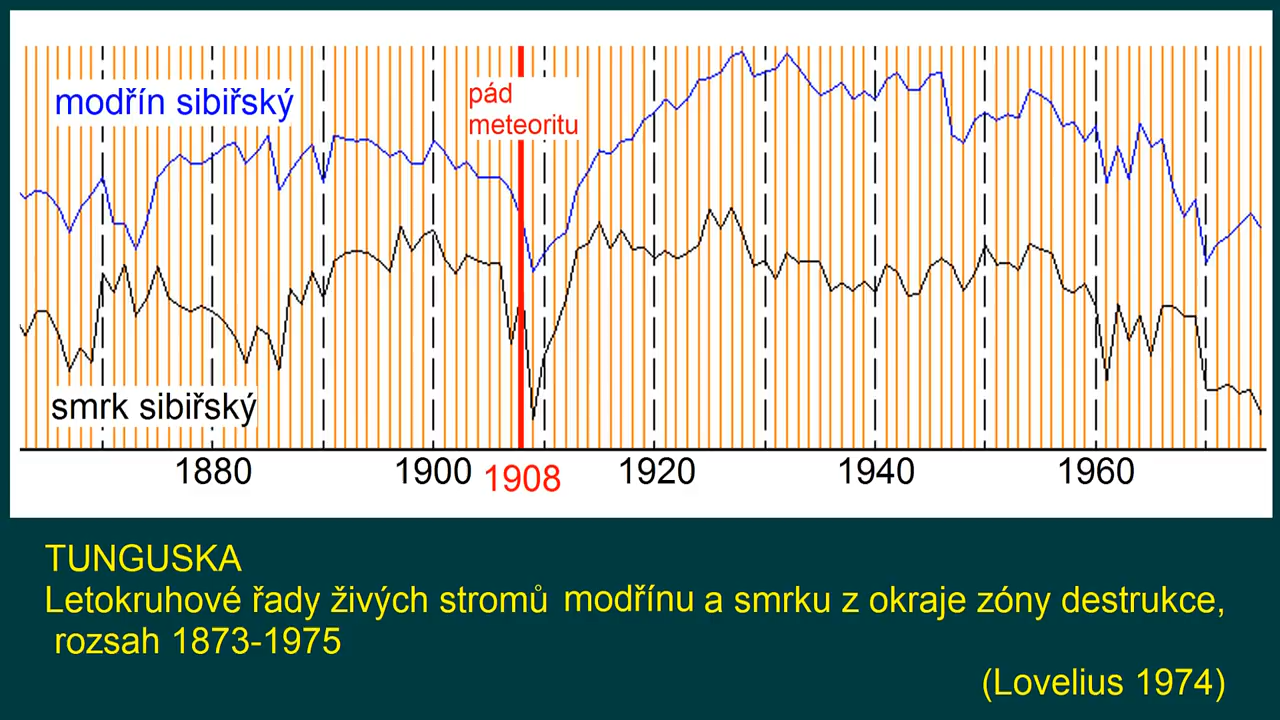 modřín sibiřský
pád
meteoritu
smrk sibiřský
1880
1900
1908
1920
1940
1960
TUNGUSKA
Letokruhové řady živých stromů modřínu a smrku z okraje zóny destrukce,
rozsah 1873-1975
(Lovelius 1974)